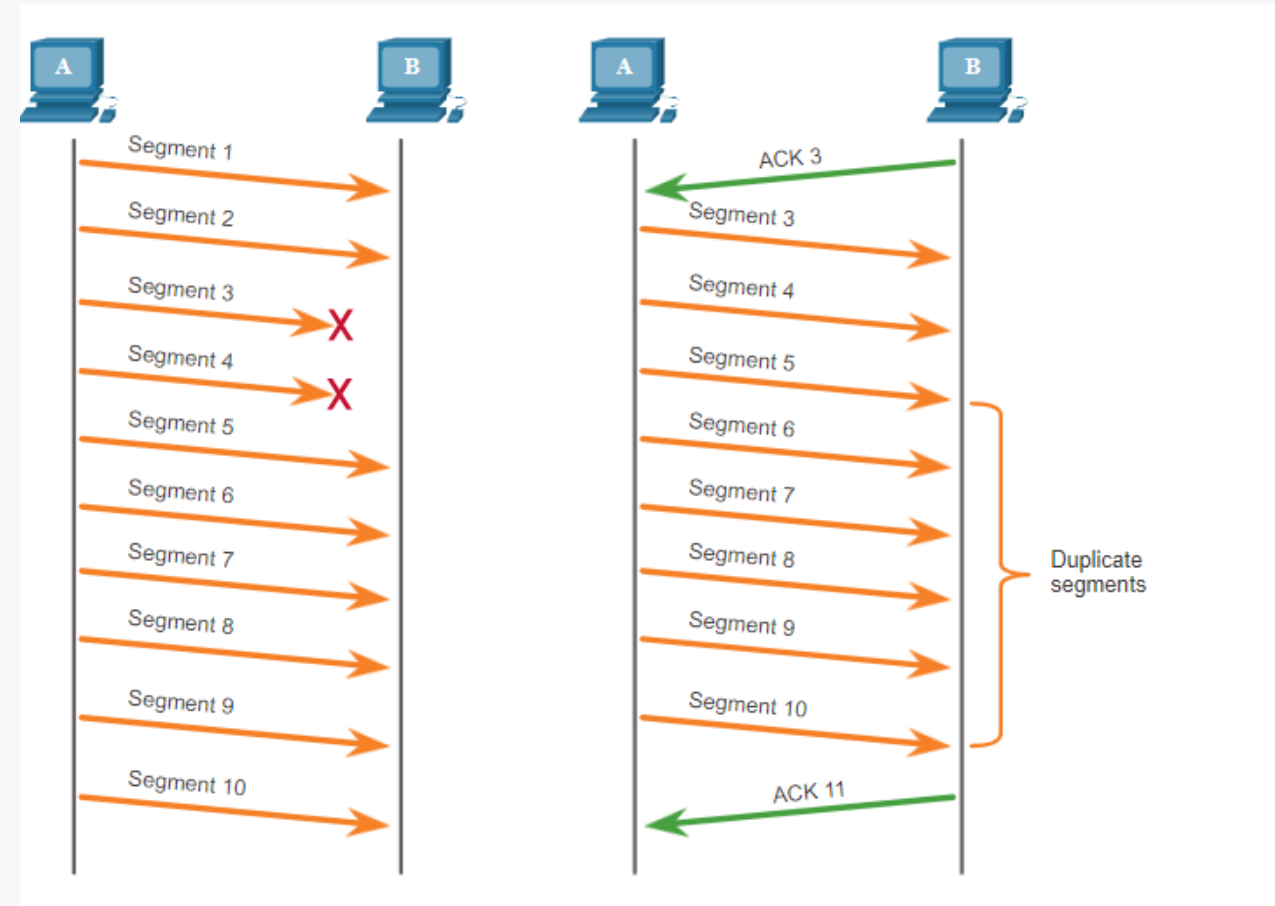 A
B
Segment 1
Segment 2
Segment 3
X
Segment 4
X
Segment 5
Segment 6
Segment 7
Segment 8
Segment 9
Segment 10
A
B
ACK 3
Segment 3
Segment 4
Segment 5
Segment 6
Segment 7
Segment 8
Segment 9
Segment 10
ACK 11
Duplicate
segments